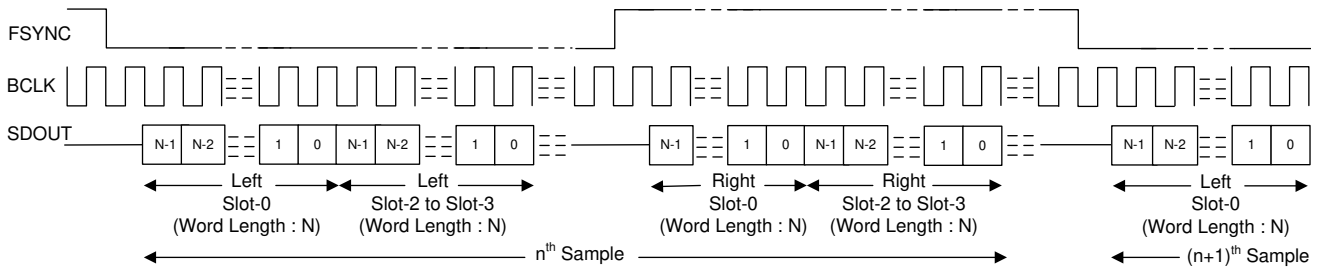 FSYNC
BCLK
SDOUT
N-1 N-2 1 0 N-1 N-2 1 0 N-1 1 0 N-1 N-2 1 0 N-1 N-2 1 0
Left Left Right Right Left
Slot-0 Slot-2 to Slot-3 Slot-0 Slot-2 to Slot-3 Slot-0
(Word Length : N) (Word Length : N) (Word Length : N) (Word Length : N) (Word Length : N)
nth Sample (n+1)th Sample